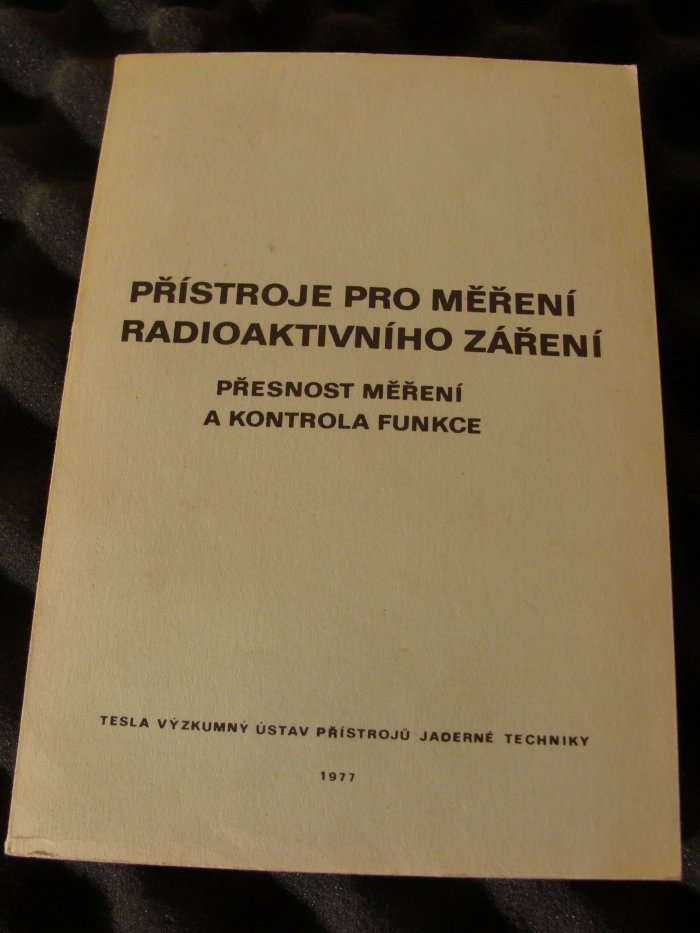 PŘÍSTROJE PRO MĚŘENÍ
RADIOAKTIVNÍHO ZÁŘENÍ
PŘESNOST MĚŘENÍ
A KONTROLA FUNKCE
TESLA VÝZKUMNÝ ÚSTAV PŘÍSTROJŮ JADERNÉ TECHNIKY
1977